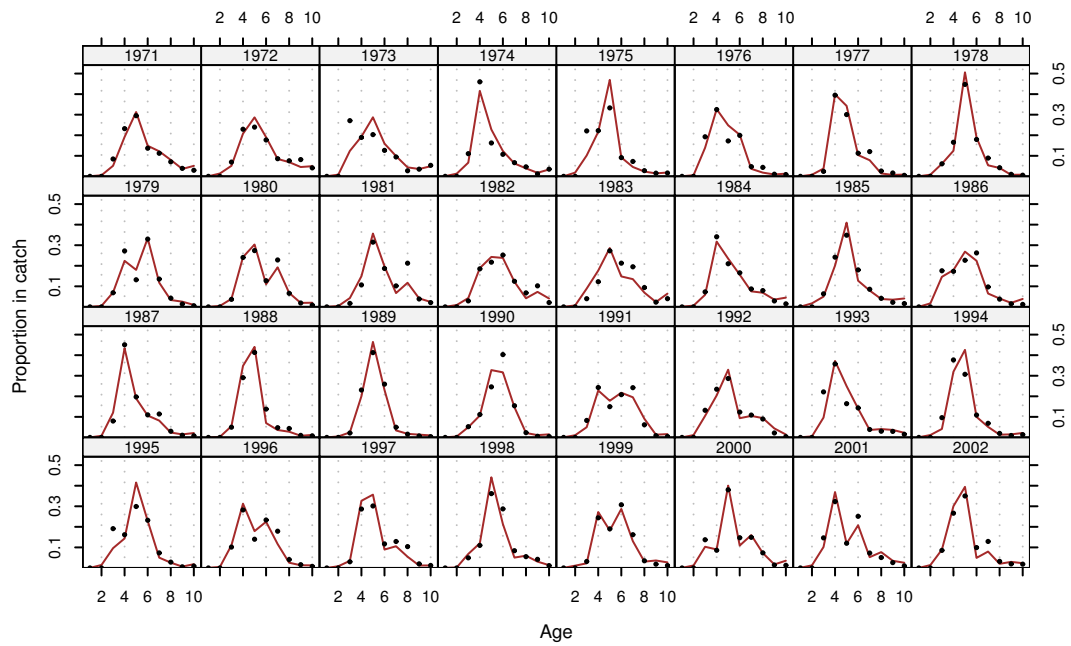 2 4 6 8 10 2 4 6 8 10 2 4 6 8 10 2 4 6 8 10
1971 1972 1973 1974 1975 1976 1977 1978
0.1 0.3 0.5
1979 1980 1981 1982 1983 1984 1985 1986
0.1 0.3 0.5
1987 1988 1989 1990 1991 1992 1993 1994
0.1 0.3 0.5
1995 1996 1997 1998 1999 2000 2001 2002
0.1 0.3 0.5
2 4 6 8 10 2 4 6 8 10 2 4 6 8 10 2 4 6 8 10
Proportion in catch
Age